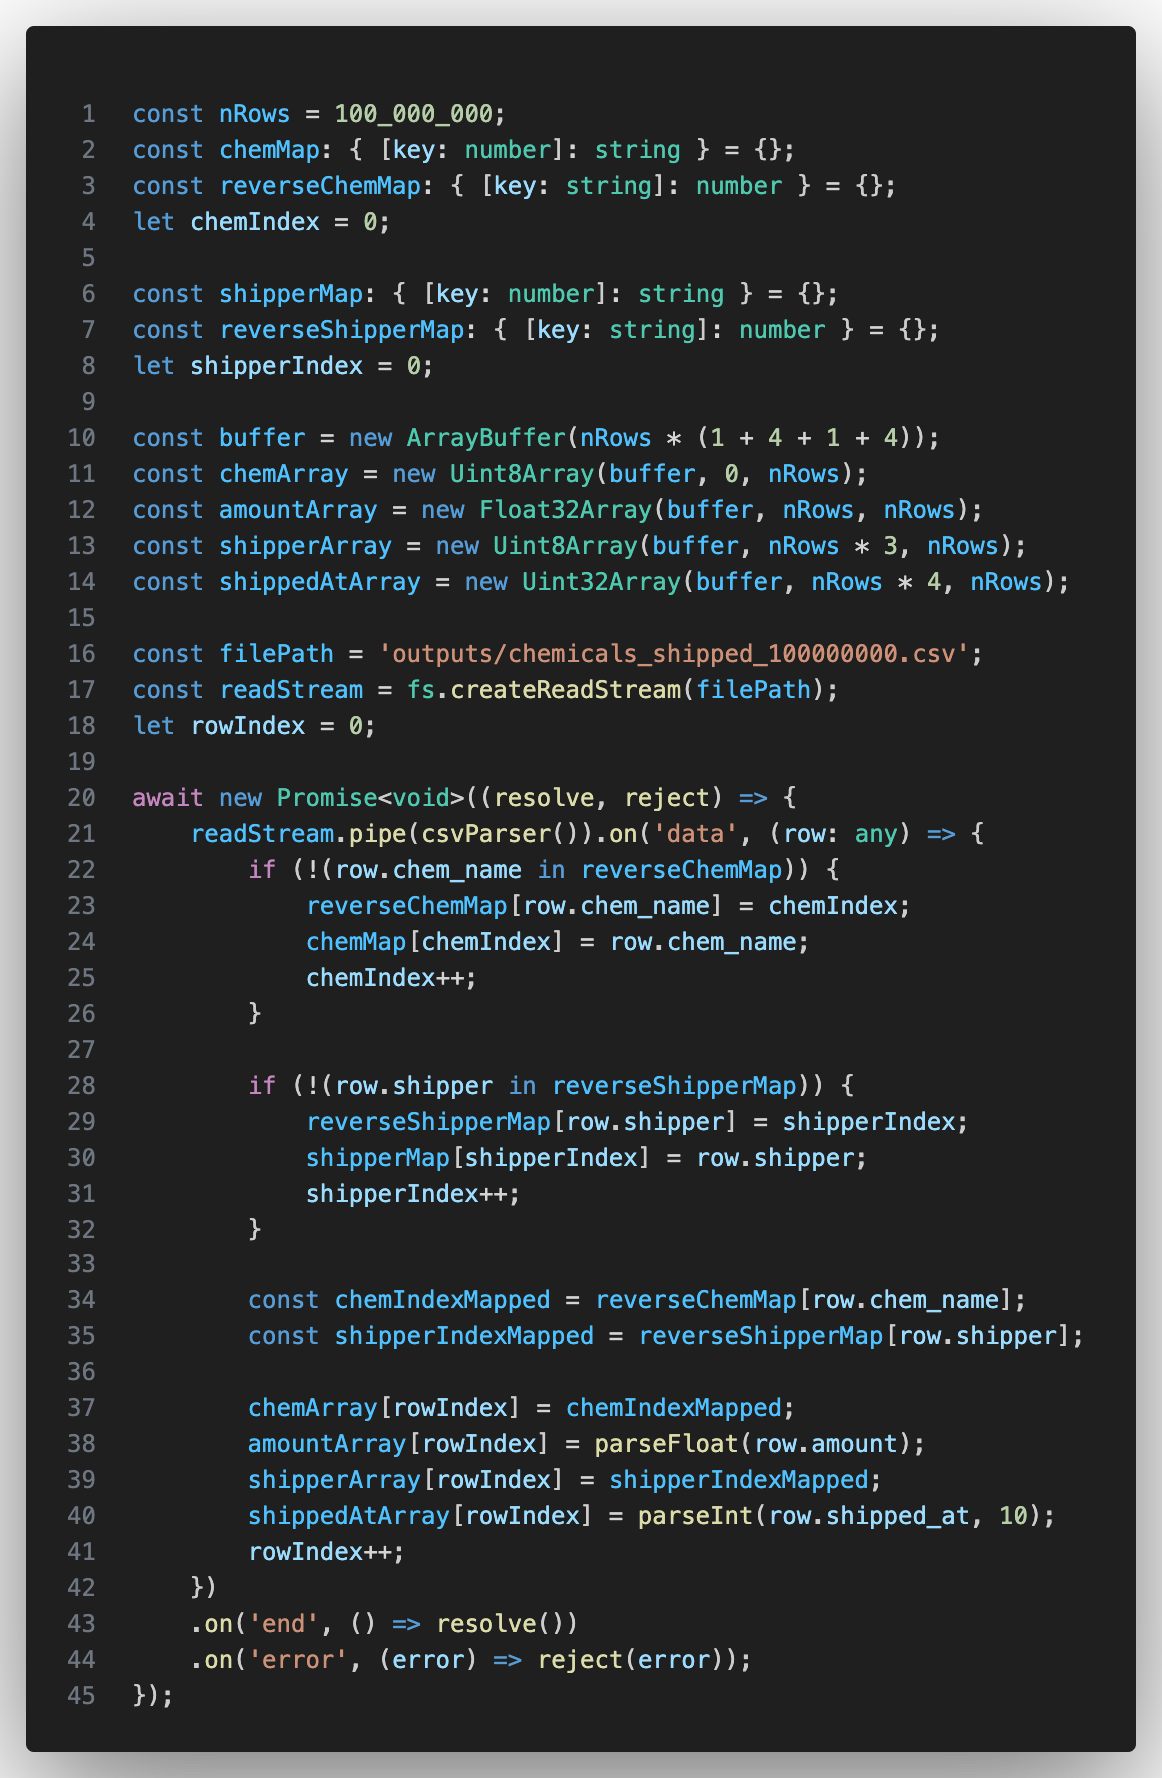 1 const nRows = 100_000_000;
2 const chemMap: { [key: number]: string } = {};
3 const reverseChemMap: { [key: string]: number } = {};
4 let chemIndex = 0;
5
6 const shipperMap: { [key: number]: string } = {};
7 const reverseShipperMap: { [key: string]: number } = {};
8 let shipperIndex = 0;
9
10 const buffer = new ArrayBuffer(nRows * (1 + 4 + 1 + 4));
11 const chemArray = new Uint8Array(buffer, 0, nRows);
12 const amountArray = new Float32Array(buffer, nRows, nRows);
13 const shipperArray = new Uint8Array(buffer, nRows * 3, nRows);
14 const shippedAtArray = new Uint32Array(buffer, nRows * 4, nRows);
15
16 const filePath = 'outputs/chemicals_shipped_100000000.csv';
17 const readStream = fs.createReadStream(filePath);
18 let rowIndex = 0;
19
20 await new Promise<void>((resolve, reject) => {
21     readStream.pipe(csvParser()).on('data', (row: any) => {
22         if (!(row.chem_name in reverseChemMap)) {
23             reverseChemMap[row.chem_name] = chemIndex;
24             chemMap[chemIndex] = row.chem_name;
25             chemIndex++;
26         }
27
28         if (!(row.shipper in reverseShipperMap)) {
29             reverseShipperMap[row.shipper] = shipperIndex;
30             shipperMap[shipperIndex] = row.shipper;
31             shipperIndex++;
32         }
33
34         const chemIndexMapped = reverseChemMap[row.chem_name];
35         const shipperIndexMapped = reverseShipperMap[row.shipper];
36
37         chemArray[rowIndex] = chemIndexMapped;
38         amountArray[rowIndex] = parseFloat(row.amount);
39         shipperArray[rowIndex] = shipperIndexMapped;
40         shippedAtArray[rowIndex] = parseInt(row.shipped_at, 10);
41         rowIndex++;
42     })
43     .on('end', () => resolve())
44     .on('error', (error) => reject(error));
45 });